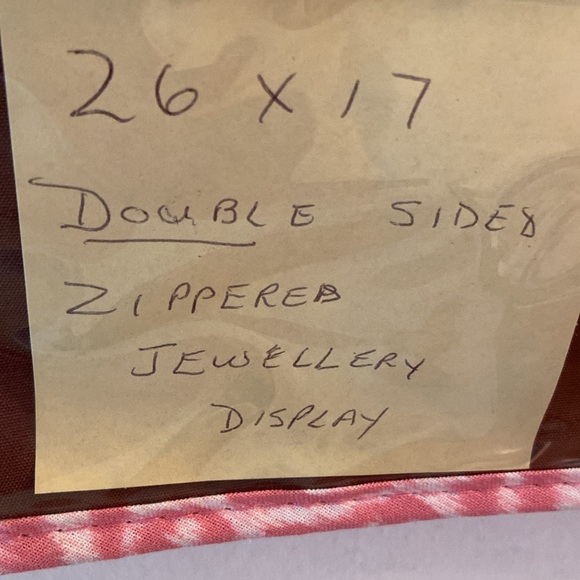 26 X 17
DOUBLE SIDED
ZIPPERED
JEWELLERY
DISPLAY